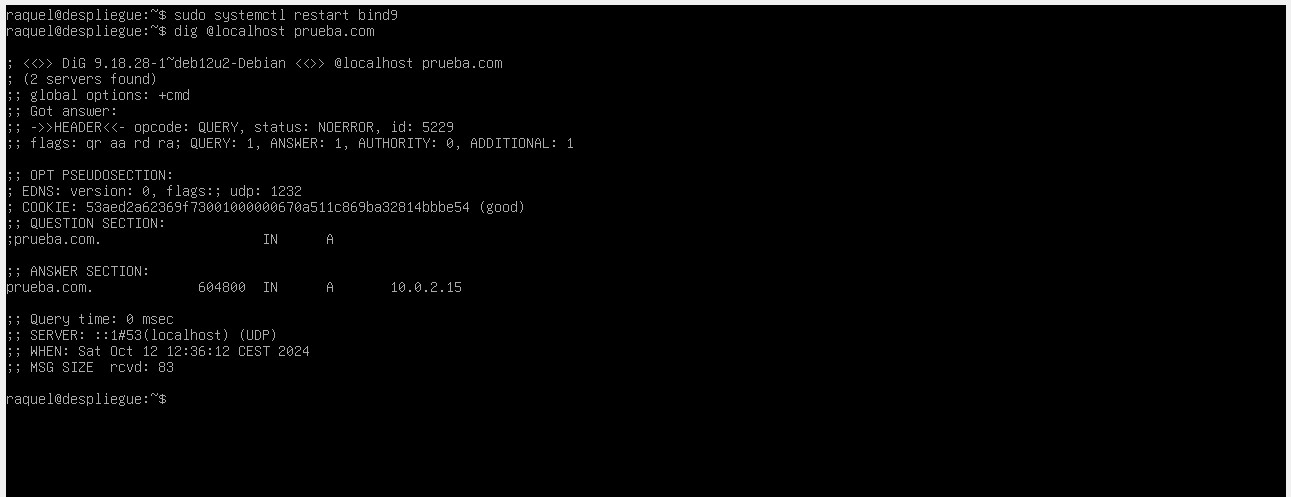 raquel@despliegue:~$ sudo systemctl restart bind9
raquel@despliegue:~$ dig @localhost prueba.com
; <<>> DiG 9.18.28-1~deb12u2-Debian <<>> @localhost prueba.com
; (2 servers found)
;; global options: +cmd
;; Got answer:
;; ->>HEADER<<- opcode: QUERY, status: NOERROR, id: 5229
;; flags: qr aa rd ra; QUERY: 1, ANSWER: 1, AUTHORITY: 0, ADDITIONAL: 1
;; OPT PSEUDOSECTION:
; EDNS: version: 0, flags:; udp: 1232
; COOKIE: 53aed2a62369f73001000000670a511c869ba32814bbbe54 (good)
;; QUESTION SECTION:
;prueba.com. IN A
;; ANSWER SECTION:
prueba.com. 604800 IN A 10.0.2.15
;; Query time: 0 msec
;; SERVER: ::1#53(localhost) (UDP)
;; WHEN: Sat Oct 12 12:36:12 CEST 2024
;; MSG SIZE rcvd: 83
raquel@despliegue:~$